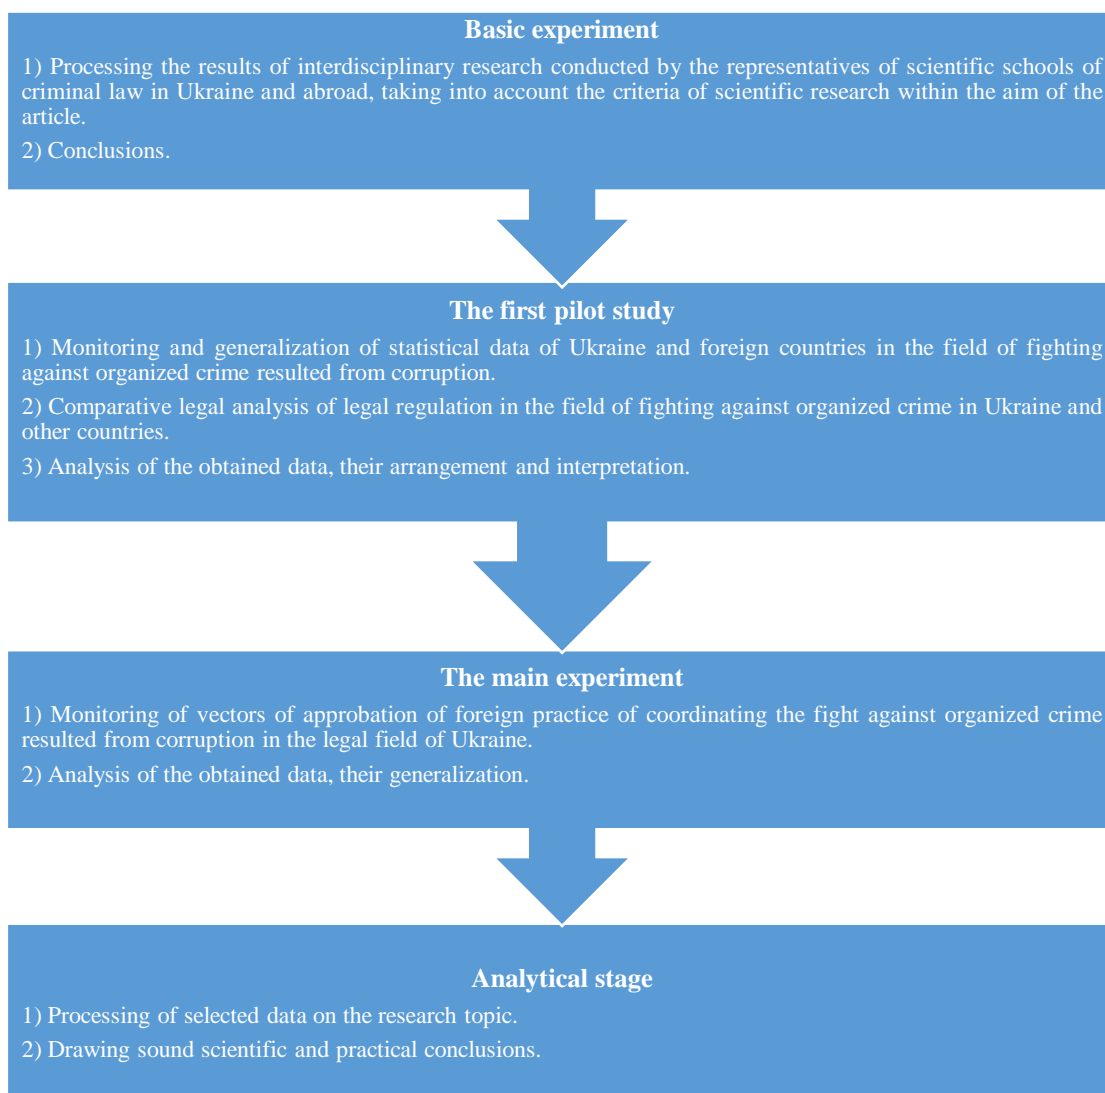 Basic experiment
1) Processing the results of interdisciplinary research conducted by the representatives of scientific schools of
criminal law in Ukraine and abroad, taking into account the criteria of scientific research within the aim of the
article.
2) Conclusions.
The first pilot study
1) Monitoring and generalization of statistical data of Ukraine and foreign countries in the field of fighting
against organized crime resulted from corruption.
2) Comparative legal analysis of legal regulation in the field of fighting against organized crime in Ukraine and
other countries.
3) Analysis of the obtained data, their arrangement and interpretation.
The main experiment
1) Monitoring of vectors of approbation of foreign practice of coordinating the fight against organized crime
resulted from corruption in the legal field of Ukraine.
2) Analysis of the obtained data, their generalization.
Analytical stage
1) Processing of selected data on the research topic.
2) Drawing sound scientific and practical conclusions.